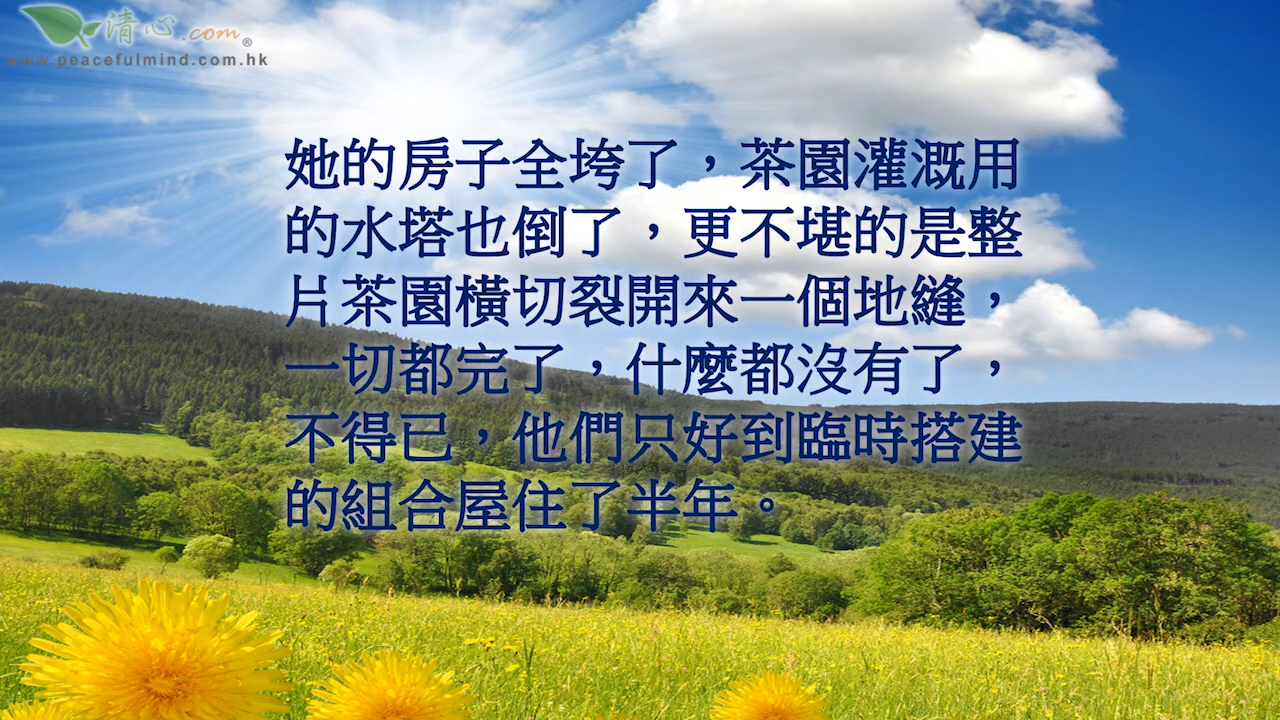 清心.com®
www.peacefulmind.com.hk
她的房子全垮了，茶園灌溉用
的水塔也倒了，更不堪的是整
片茶園橫切裂開來一個地縫，
一切都完了，什麼都沒有了，
不得已，他們只好到臨時搭建
的組合屋住了半年。